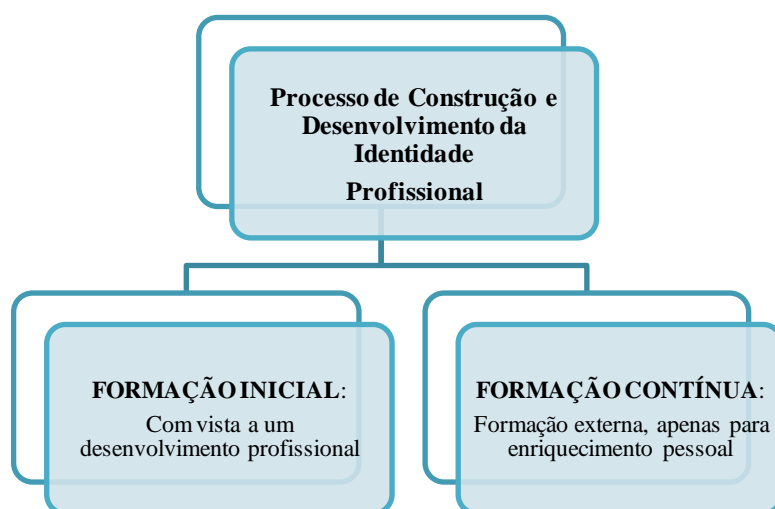 Processo de Construção e
Desenvolvimento da
Identidade
Profissional
FORMAÇÃO INICIAL:
Com vista a um
desenvolvimento profissional
FORMAÇÃO CONTÍNUA:
Formação externa, apenas para
enriquecimento pessoal